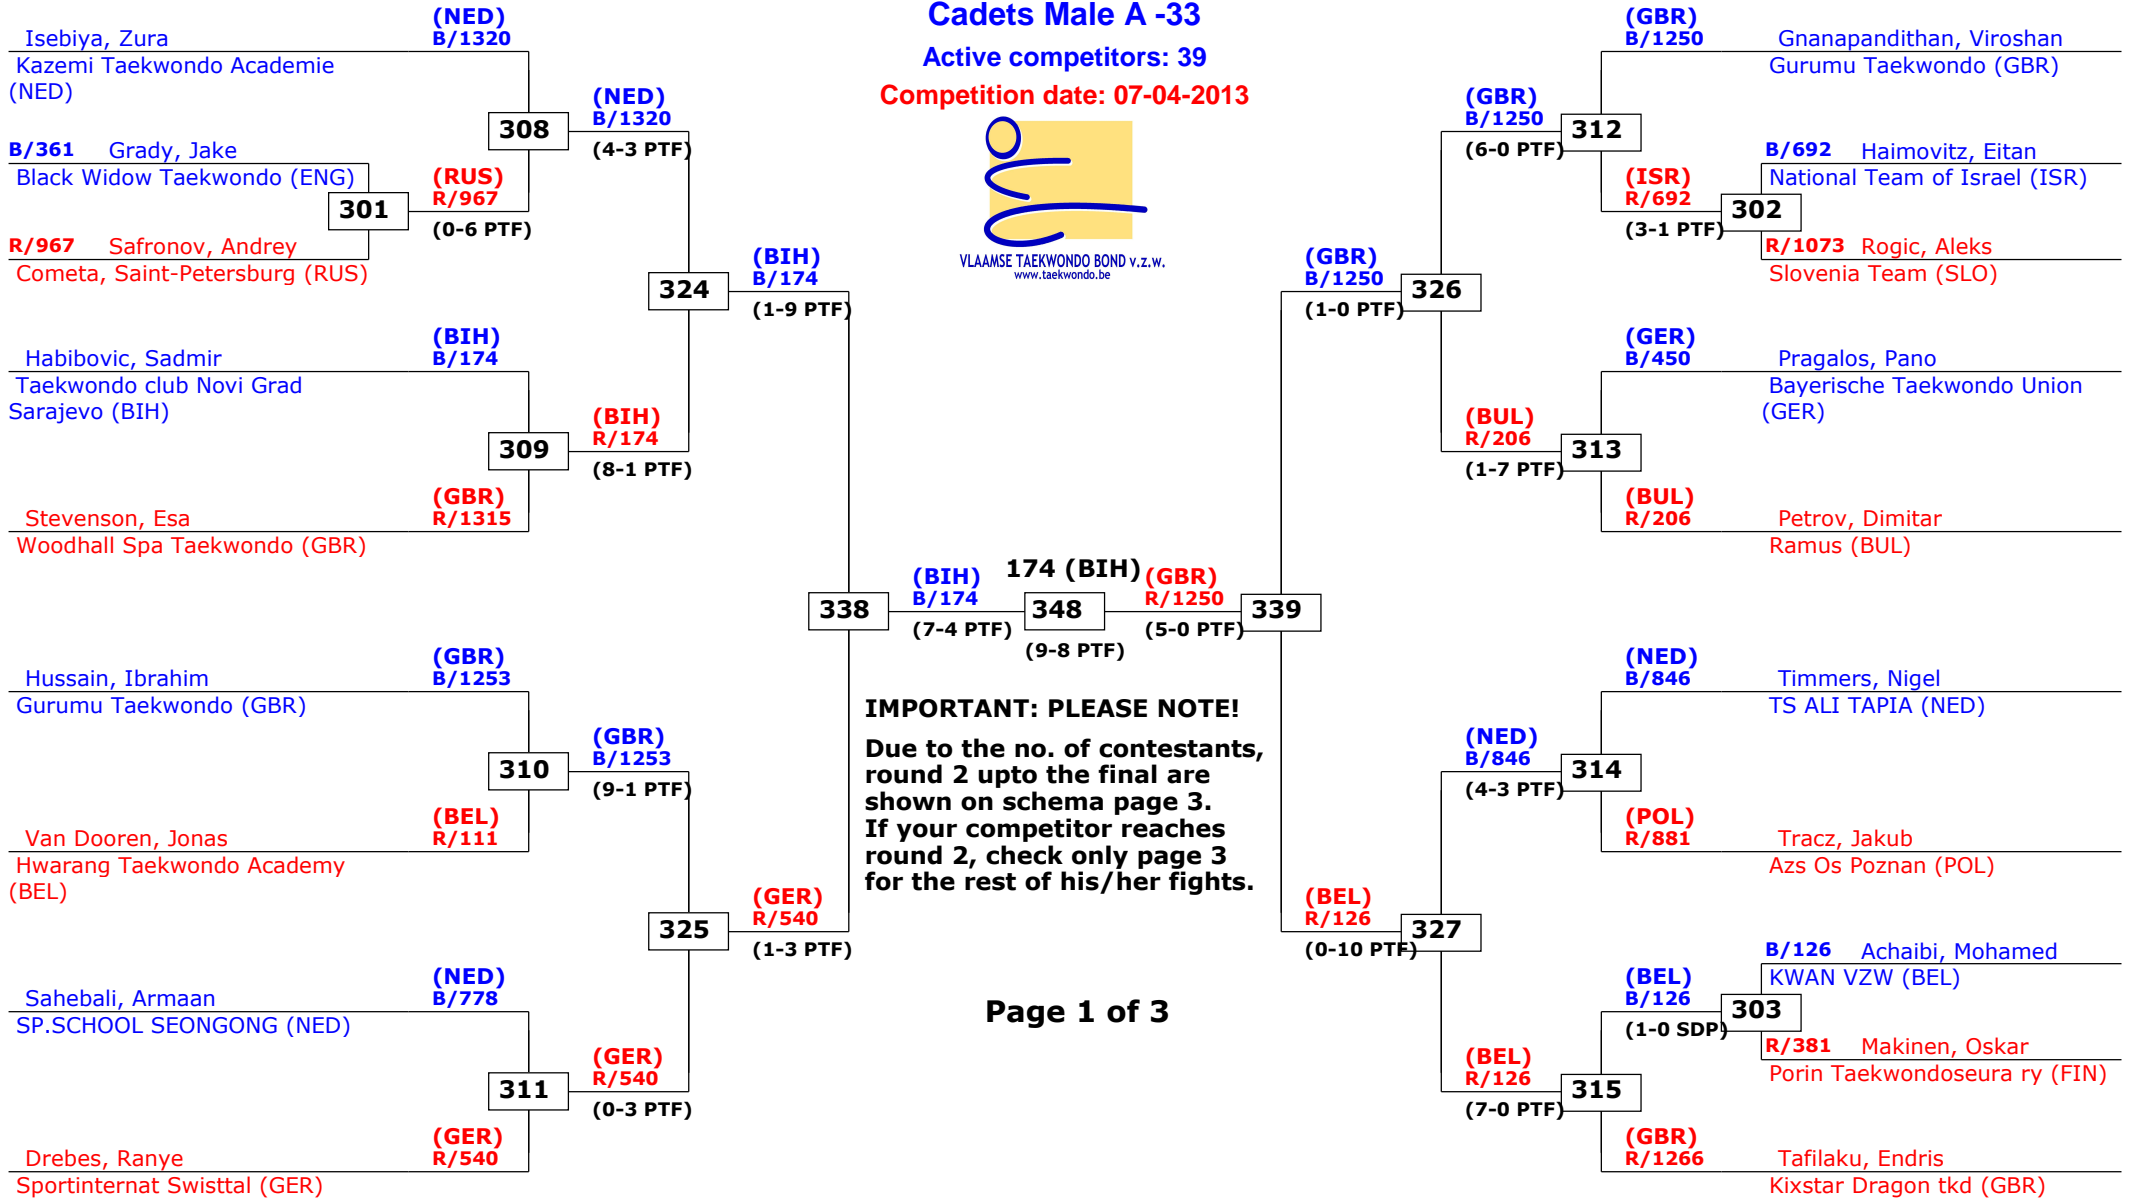 Cadets Male A -33
Active competitors: 39
Competition date: 07-04-2013
VLAAMSE TAEKWONDO BOND v.z.w.
www.taekwondo.be
(NED)
Isebiya, Zura B/1320
Kazemi Taekwondo Academie
(NED)
(NED)
B/1320
308
(4-3 PTF)
B/361 Grady, Jake
Black Widow Taekwondo (ENG)
(RUS)
R/967
301
(0-6 PTF)
R/967 Safronov, Andrey
Cometa, Saint-Petersburg (RUS)
(BIH)
B/174
324
(1-9 PTF)
(BIH)
Habibovic, Sadmir B/174
Taekwondo club Novi Grad
Sarajevo (BIH)
(BIH)
R/174
309
(8-1 PTF)
(GBR)
Stevenson, Esa R/1315
Woodhall Spa Taekwondo (GBR)
338
(BIH)
B/174
(7-4 PTF)
174 (BIH)
348
(9-8 PTF)
(GBR)
R/1250
(5-0 PTF)
339
(GBR)
Hussain, Ibrahim B/1253
Gurumu Taekwondo (GBR)
(GBR)
B/1253
310
(9-1 PTF)
(BEL)
Van Dooren, Jonas R/111
Hwarang Taekwondo Academy
(BEL)
(GER)
R/540
325
(1-3 PTF)
(NED)
Sahebali, Armaan B/778
SP.SCHOOL SEONGONG (NED)
(GER)
R/540
311
(0-3 PTF)
(GER)
Drebes, Ranye R/540
Sportinternat Swisttal (GER)
IMPORTANT: PLEASE NOTE!
Due to the no. of contestants,
round 2 upto the final are
shown on schema page 3.
If your competitor reaches
round 2, check only page 3
for the rest of his/her fights.
Page 1 of 3
(GBR)
B/1250 Gnanapandithan, Viroshan
Gurumu Taekwondo (GBR)
(GBR)
B/1250
312
(6-0 PTF)
B/692 Haimovitz, Eitan
National Team of Israel (ISR)
(ISR)
R/692
302
(3-1 PTF)
R/1073 Rogic, Aleks
Slovenia Team (SLO)
(GBR)
B/1250
326
(1-0 PTF)
(GER)
B/450 Pragalos, Pano
Bayerische Taekwondo Union
(GER)
(BUL)
R/206
313
(1-7 PTF)
(BUL)
R/206 Petrov, Dimitar
Ramus (BUL)
(NED)
B/846 Timmers, Nigel
TS ALI TAPIA (NED)
(NED)
B/846
314
(4-3 PTF)
(POL)
R/881 Tracz, Jakub
Azs Os Poznan (POL)
(BEL)
R/126
327
(0-10 PTF)
B/126 Achaibi, Mohamed
KWAN VZW (BEL)
(BEL)
B/126
303
(1-0 SDP)
R/381 Makinen, Oskar
Porin Taekwondoseura ry (FIN)
(BEL)
R/126
315
(7-0 PTF)
(GBR)
R/1266 Tafilaku, Endris
Kixstar Dragon tkd (GBR)